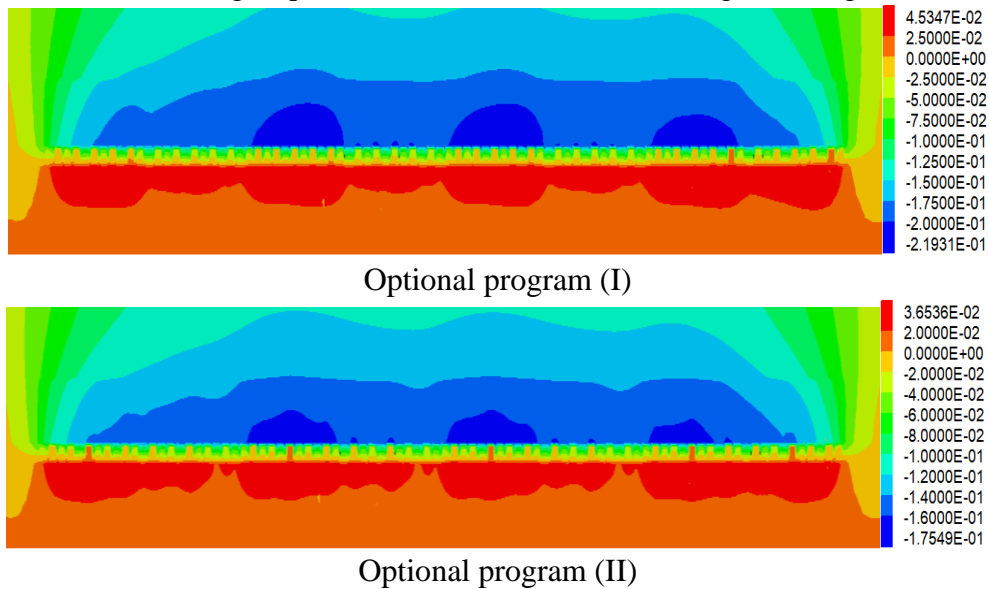 4.5347E-02
2.5000E-02
0.0000E+00
-2.5000E-02
-5.0000E-02
-7.5000E-02
-1.0000E-01
-1.2500E-01
-1.5000E-01
-1.7500E-01
-2.0000E-01
-2.1931E-01
Optional program (I)
3.6536E-02
2.0000E-02
0.0000E+00
-2.0000E-02
-4.0000E-02
-6.0000E-02
-8.0000E-02
-1.0000E-01
-1.2000E-01
-1.4000E-01
-1.6000E-01
-1.7549E-01
Optional program (II)